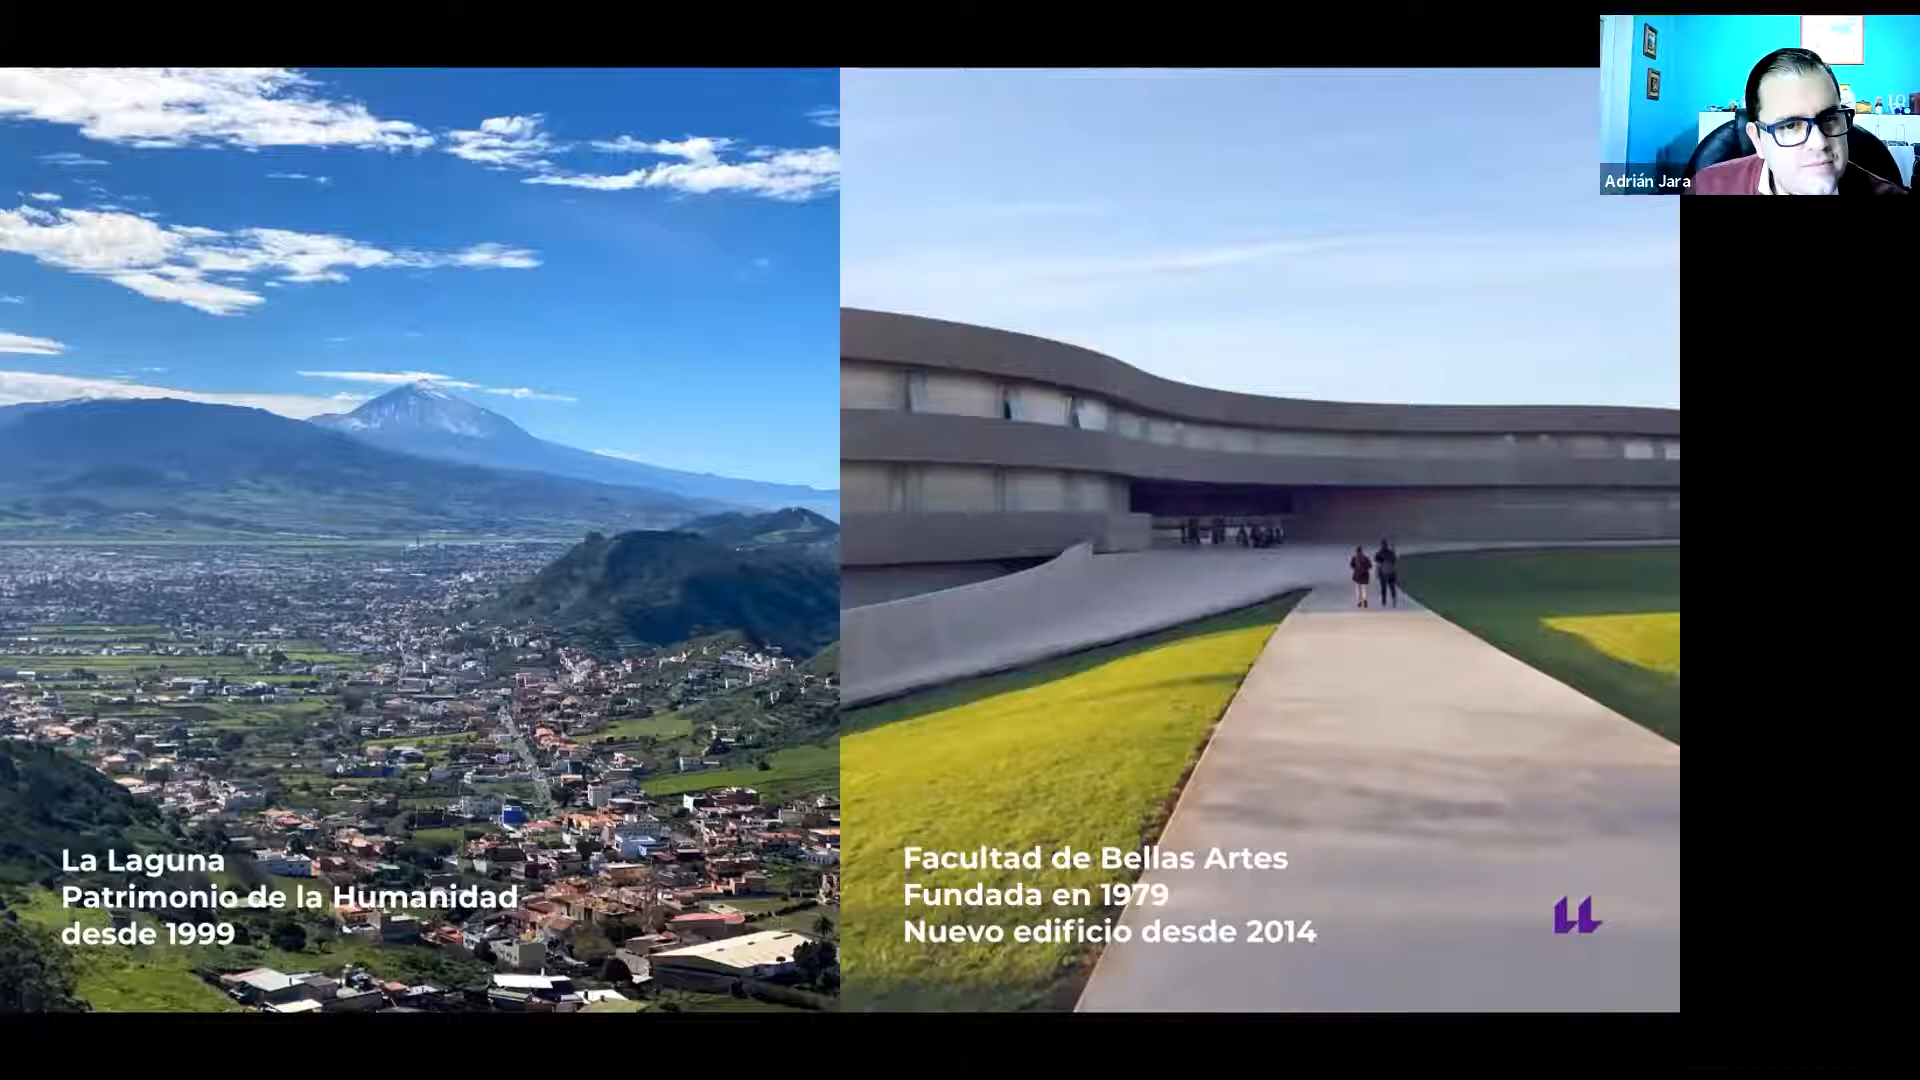 La Laguna
Patrimonio de la Humanidad
desde 1999
Facultad de Bellas Artes
Fundada en 1979
Nuevo edificio desde 2014
Adrián Jara